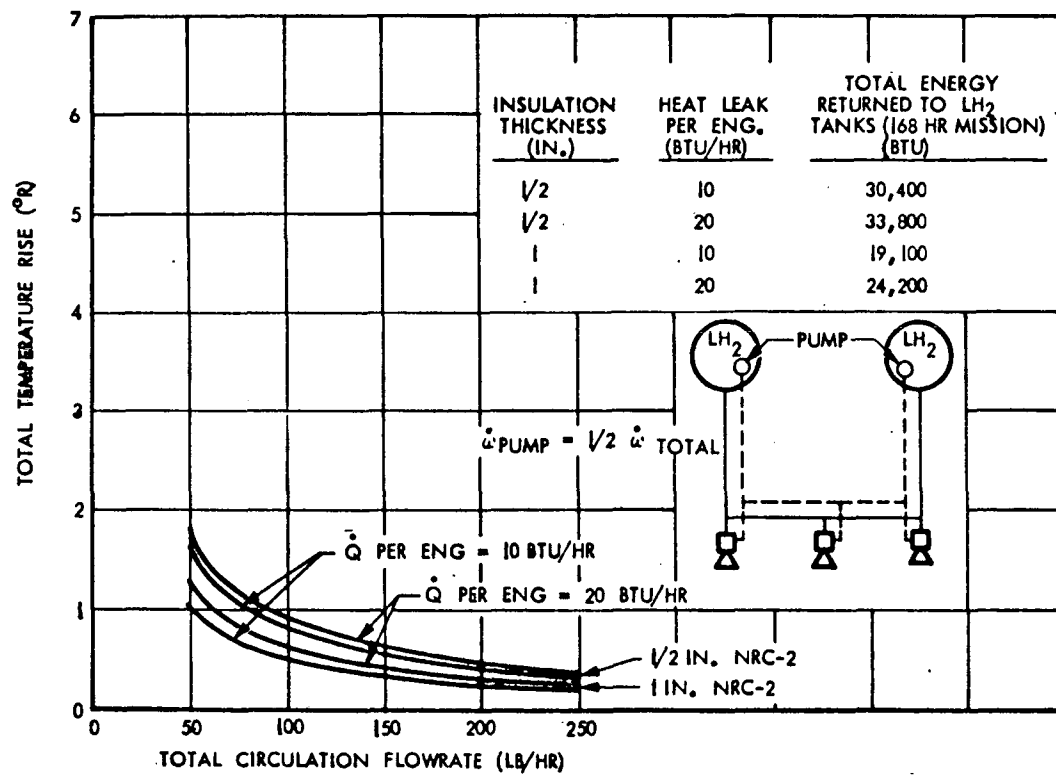 TOTAL TEMPERATURE RISE (°R)
7
6
5
4
3
2
1
0
0 50 100 150 200 250
TOTAL CIRCULATION FLOWRATE (LB/HR)
INSULATION THICKNESS (IN.)
HEAT LEAK PER ENG. (BTU/HR)
TOTAL ENERGY RETURNED TO LH2 TANKS (168 HR MISSION) (BTU)
1/2 10 30,400
1/2 20 33,800
1 10 19,100
1 20 24,200
LH2 PUMP LH2
ω̇ PUMP = 1/2 ω̇ TOTAL
Q̇ PER ENG = 10 BTU/HR
Q̇ PER ENG = 20 BTU/HR
1/2 IN. NRC-2
1 IN. NRC-2